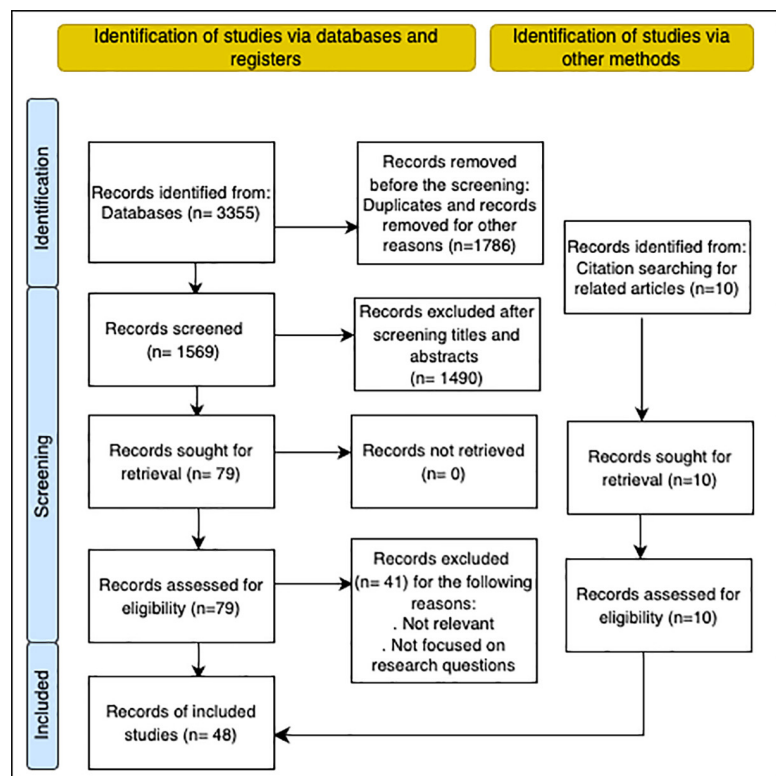 Identification of studies via databases and
registers
Identification of studies via
other methods
Identification
Records identified from:
Databases (n= 3355)
Records removed
before the screening:
Duplicates and records
removed for other
reasons (n=1786)
Records identified from:
Citation searching for
related articles (n=10)
Screening
Records screened
(n= 1569)
Records excluded after
screening titles and
abstracts
(n= 1490)
Records sought for
retrieval (n= 79)
Records not retrieved
(n= 0)
Records sought for
retrieval (n=10)
Records assessed for
eligibility (n=79)
Records excluded
(n= 41) for the following
reasons:
. Not relevant
. Not focused on
research questions
Records assessed for
eligibility (n=10)
Included
Records of included
studies (n= 48)